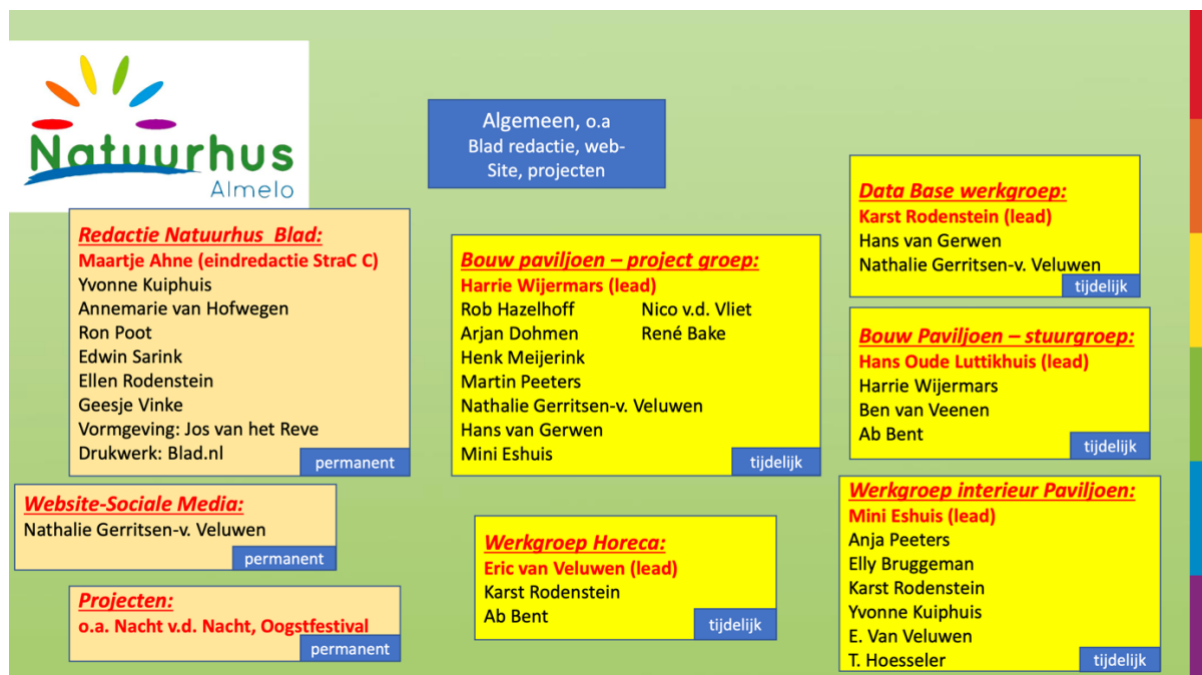 Natuurhus
Almelo
Algemeen, o.a
Blad redactie, web-
Site, projecten
Redactie Natuurhus Blad:
Maartje Ahne (eindredactie StraC C)
Yvonne Kuiphuis
Annemarie van Hofwegen
Ron Poot
Edwin Sarink
Ellen Rodenstein
Geesje Vinke
Vormgeving: Jos van het Reve
Drukwerk: Blad.nl
permanent
Website-Sociale Media:
Nathalie Gerritsen-v. Veluwen
permanent
Projecten:
o.a. Nacht v.d. Nacht, Oogstfestival
permanent
Bouw paviljoen – project groep:
Harrie Wijermars (lead)
Rob Hazelhoff Nico v.d. Vliet
Arjan Dohmen René Bake
Henk Meijerink
Martin Peeters
Nathalie Gerritsen-v. Veluwen
Hans van Gerwen
Mini Eshuis
tijdelijk
Werkgroep Horeca:
Eric van Veluwen (lead)
Karst Rodenstein
Ab Bent
tijdelijk
Data Base werkgroep:
Karst Rodenstein (lead)
Hans van Gerwen
Nathalie Gerritsen-v. Veluwen
tijdelijk
Bouw Paviljoen – stuurgroep:
Hans Oude Luttikhuis (lead)
Harrie Wijermars
Ben van Veenen
Ab Bent
tijdelijk
Werkgroep interieur Paviljoen:
Mini Eshuis (lead)
Anja Peeters
Elly Bruggeman
Karst Rodenstein
Yvonne Kuiphuis
E. Van Veluwen
T. Hoesseler
tijdelijk